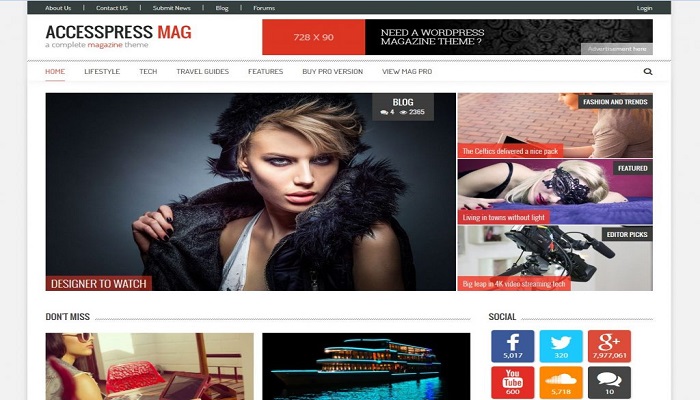 About Us | Contact US | Submit News | Blog | Forums
Login
ACCESSPRESS MAG
a complete magazine theme
728 X 90
NEED A WORDPRESS
MAGAZINE THEME ?
Advertisement here
HOME LIFESTYLE TECH TRAVEL GUIDES FEATURES BUY PRO VERSION VIEW MAG PRO
BLOG
4 2385
DESIGNER TO WATCH
FASHION AND TRENDS
The Celtics delivered a nice pack
FEATURED
Living in towns without light
EDITOR PICKS
Big leap in 4K video streaming tech
DON'T MISS
SOCIAL
f
5,017
320
g+
7,977,061
You Tube
600
5,718
10